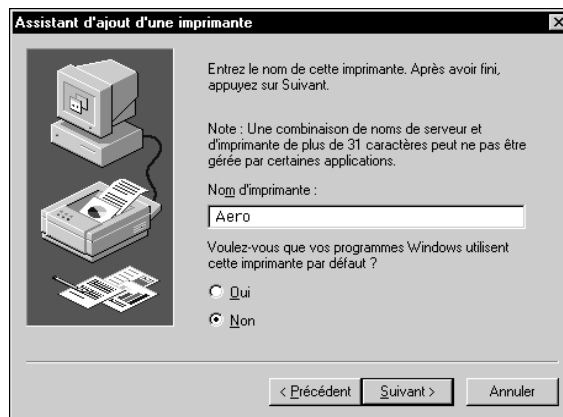 Assistant d'ajout d'une imprimante
Entrez le nom de cette imprimante. Après avoir fini,
appuyez sur Suivant.
Note : Une combinaison de noms de serveur et
d'imprimante de plus de 31 caractères peut ne pas être
gérée par certaines applications.
Nom d'imprimante :
Aero
Voulez-vous que vos programmes Windows utilisent
cette imprimante par défaut ?
Oui
Non
< Précédent
Suivant >
Annuler